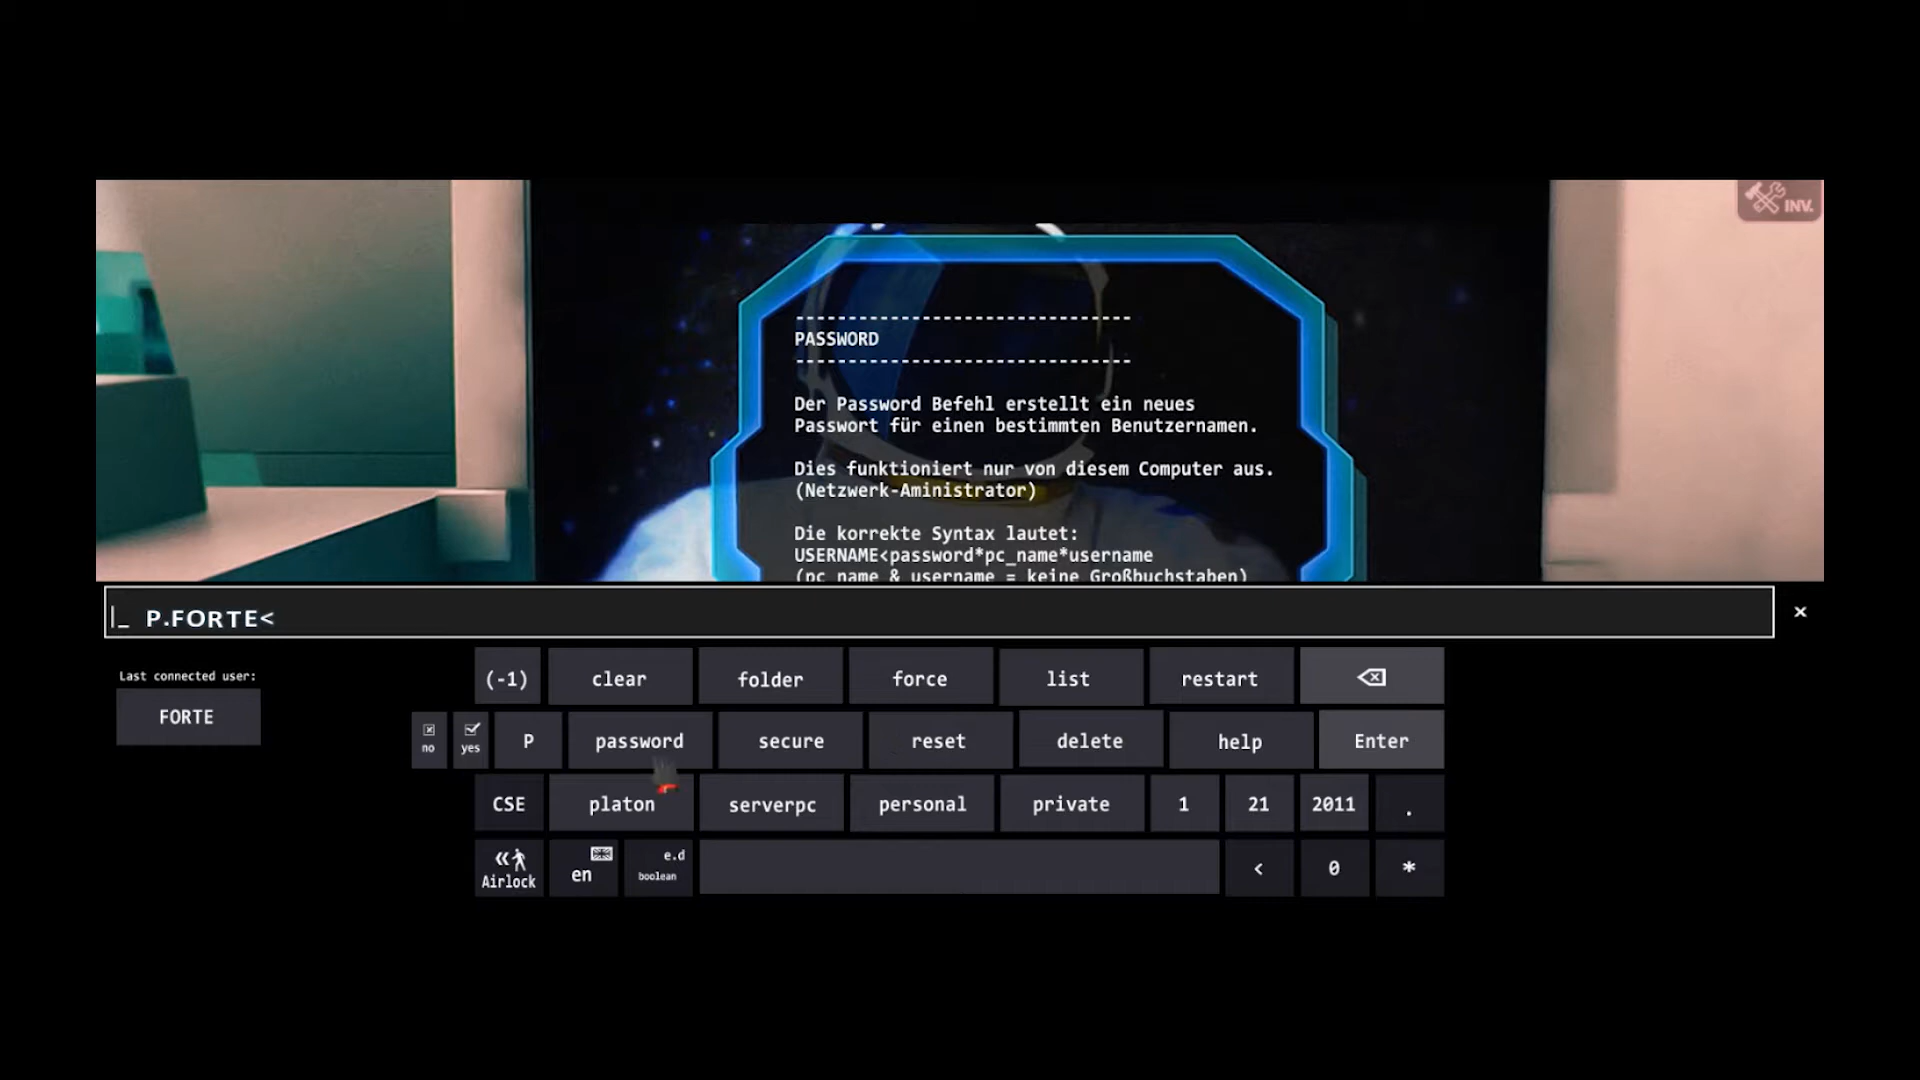 INV.
--------------------------------
PASSWORD
--------------------------------
Der Password Befehl erstellt ein neues
Passwort für einen bestimmten Benutzernamen.
Dies funktioniert nur von diesem Computer aus.
(Netzwerk-Aministrator)
Die korrekte Syntax lautet:
USERNAME<password*pc_name*username
(pc_name & username = keine Großbuchstaben)
|_ P.FORTE<
×
Last connected user:
FORTE
(-1) clear folder force list restart
no yes P password secure reset delete help Enter
CSE platon serverpc personal private 1 21 2011 .
« Airlock en e.d boolean < 0 *